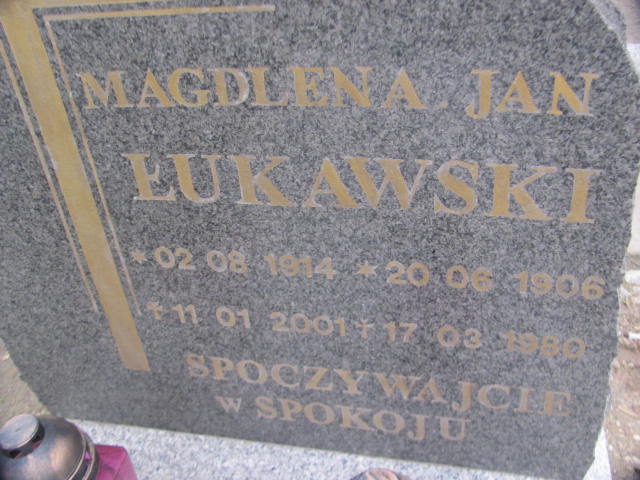 MAGDLENA JAN
ŁUKAWSKI
* 02 08 1914 * 20 06 1906
† 11 01 2001 † 17 03 1980
SPOCZYWAJCIE
W SPOKOJU